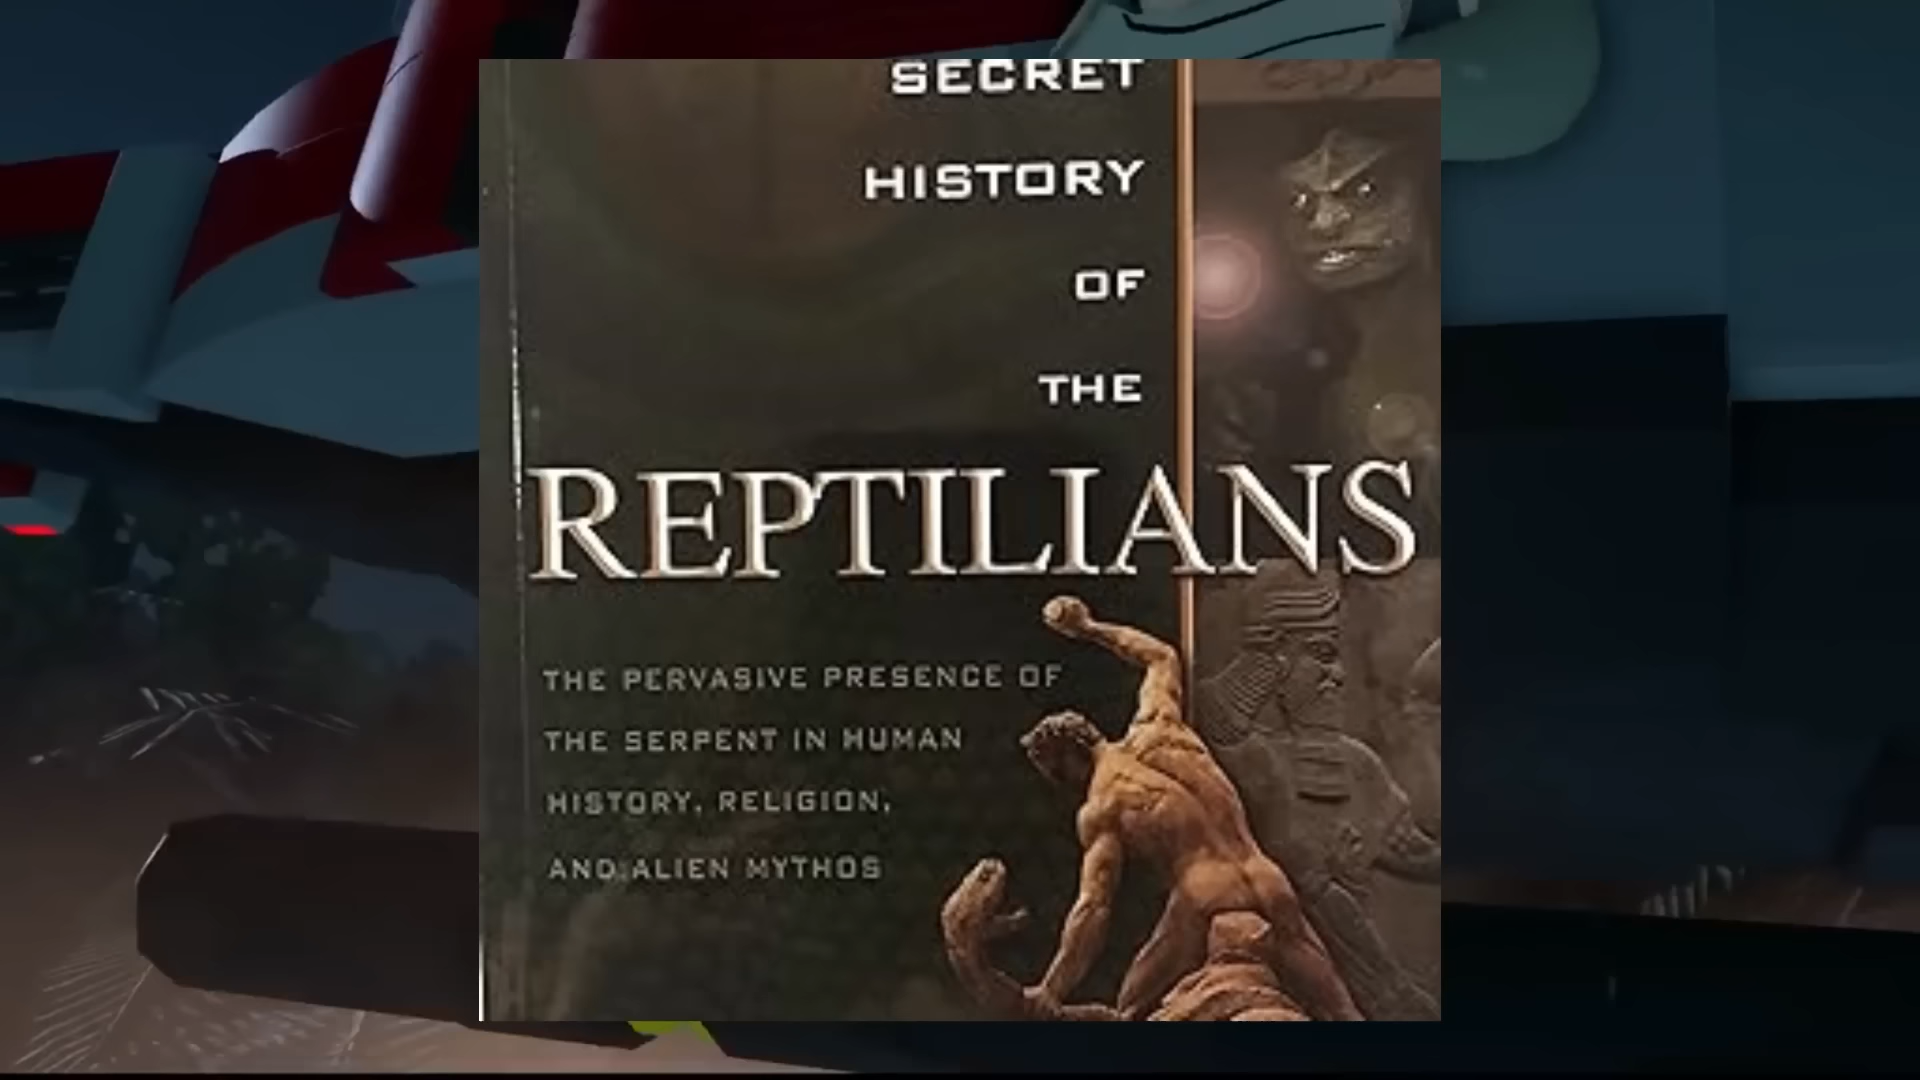 SECRET
HISTORY
OF
THE
REPTILIANS
THE PERVASIVE PRESENCE OF
THE SERPENT IN HUMAN
HISTORY, RELIGION,
AND ALIEN MYTHOS